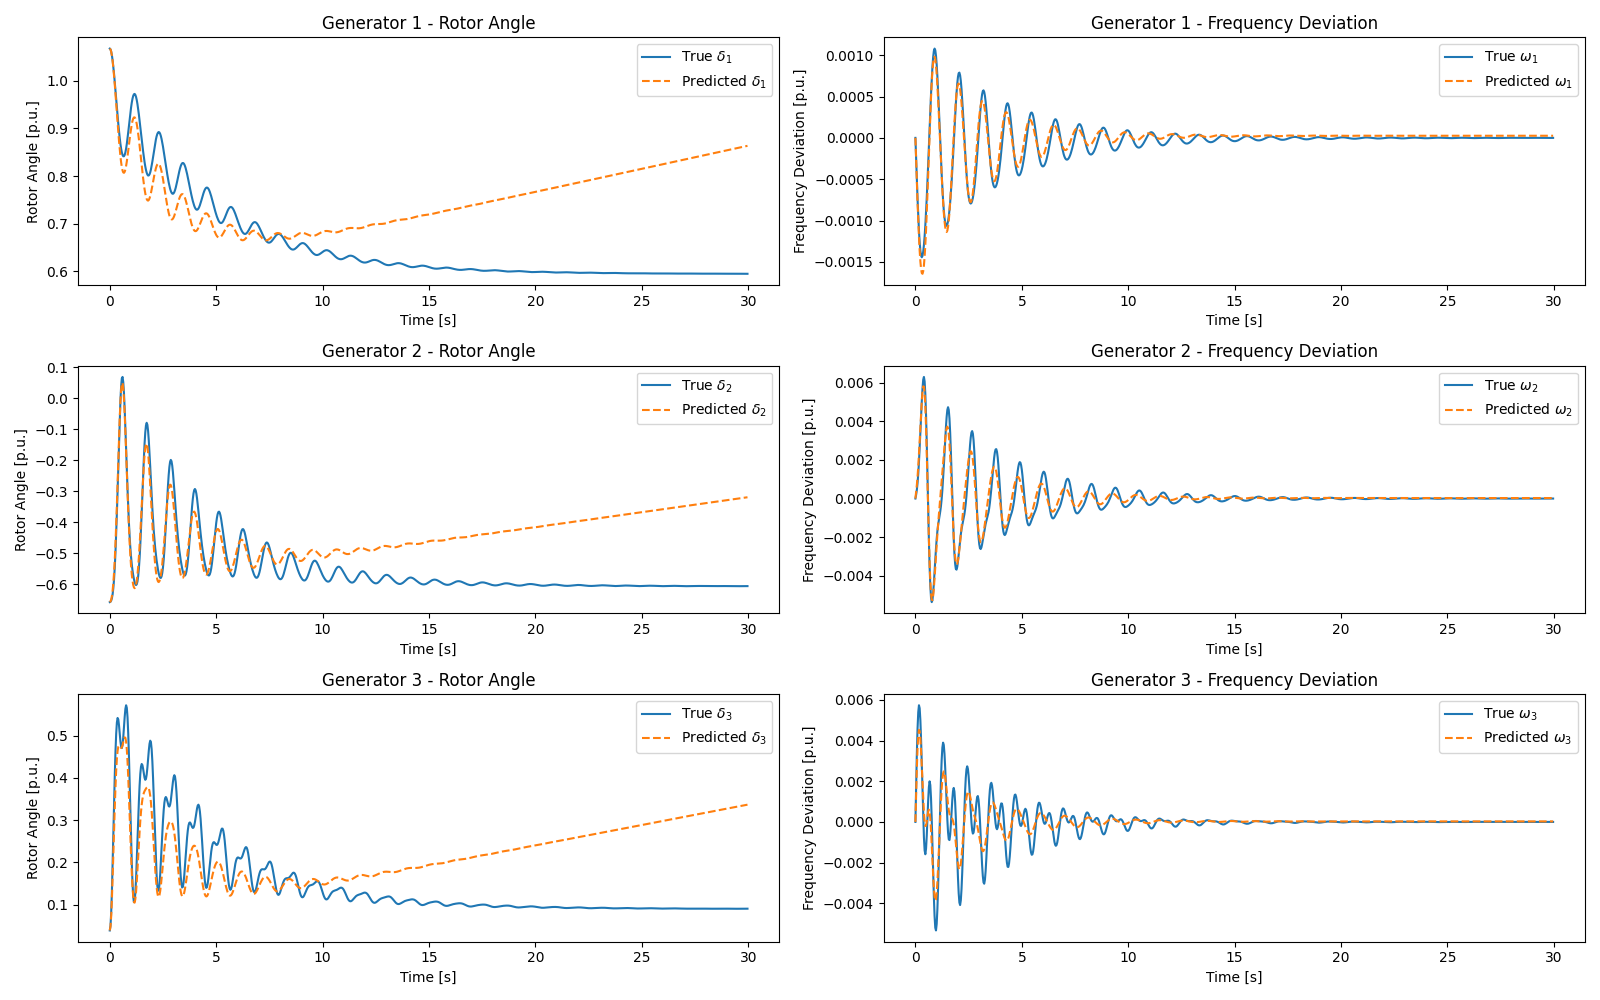 Generator 1 - Rotor Angle
Rotor Angle [p.u.]
1.0
0.9
0.8
0.7
0.6
True δ₁
Predicted δ₁
0 5 10 15 20 25 30
Time [s]
Generator 1 - Frequency Deviation
Frequency Deviation [p.u.]
0.0010
0.0005
0.0000
−0.0005
−0.0010
−0.0015
True ω₁
Predicted ω₁
0 5 10 15 20 25 30
Time [s]
Generator 2 - Rotor Angle
Rotor Angle [p.u.]
0.1
0.0
−0.1
−0.2
−0.3
−0.4
−0.5
−0.6
True δ₂
Predicted δ₂
0 5 10 15 20 25 30
Time [s]
Generator 2 - Frequency Deviation
Frequency Deviation [p.u.]
0.006
0.004
0.002
0.000
−0.002
−0.004
True ω₂
Predicted ω₂
0 5 10 15 20 25 30
Time [s]
Generator 3 - Rotor Angle
Rotor Angle [p.u.]
0.5
0.4
0.3
0.2
0.1
True δ₃
Predicted δ₃
0 5 10 15 20 25 30
Time [s]
Generator 3 - Frequency Deviation
Frequency Deviation [p.u.]
0.006
0.004
0.002
0.000
−0.002
−0.004
True ω₃
Predicted ω₃
0 5 10 15 20 25 30
Time [s]